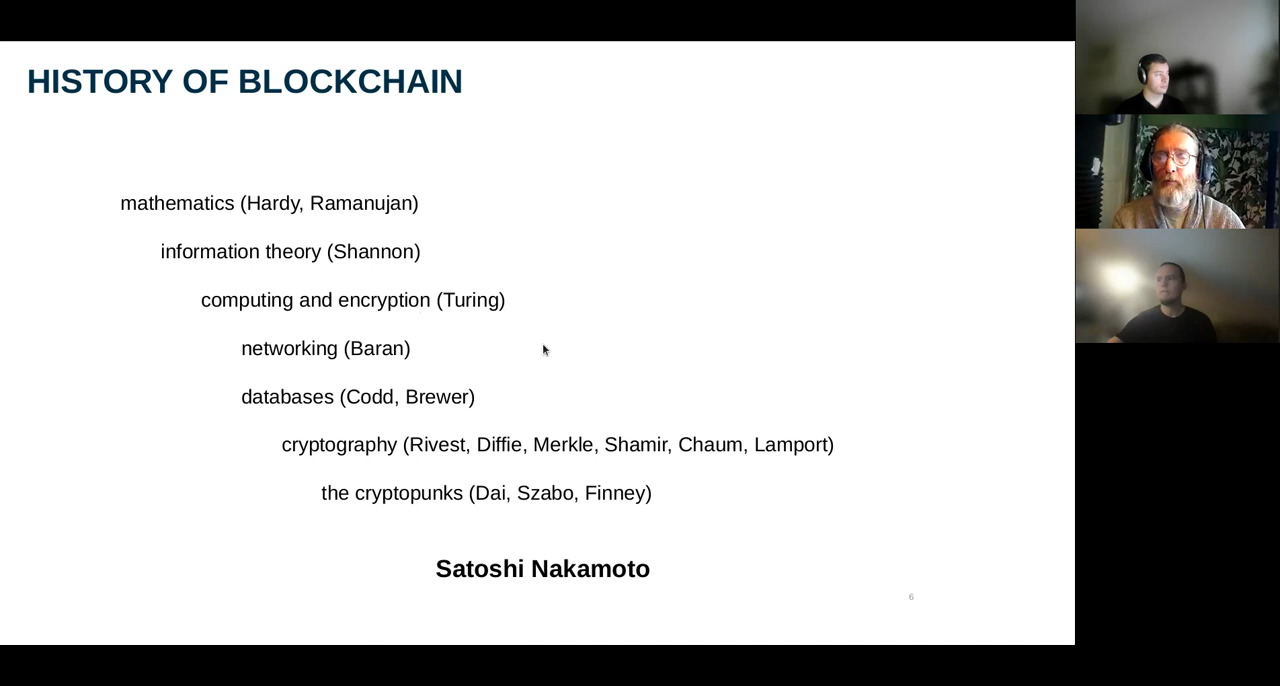 HISTORY OF BLOCKCHAIN
mathematics (Hardy, Ramanujan)
information theory (Shannon)
computing and encryption (Turing)
networking (Baran)
databases (Codd, Brewer)
cryptography (Rivest, Diffie, Merkle, Shamir, Chaum, Lamport)
the cryptopunks (Dai, Szabo, Finney)
Satoshi Nakamoto
6